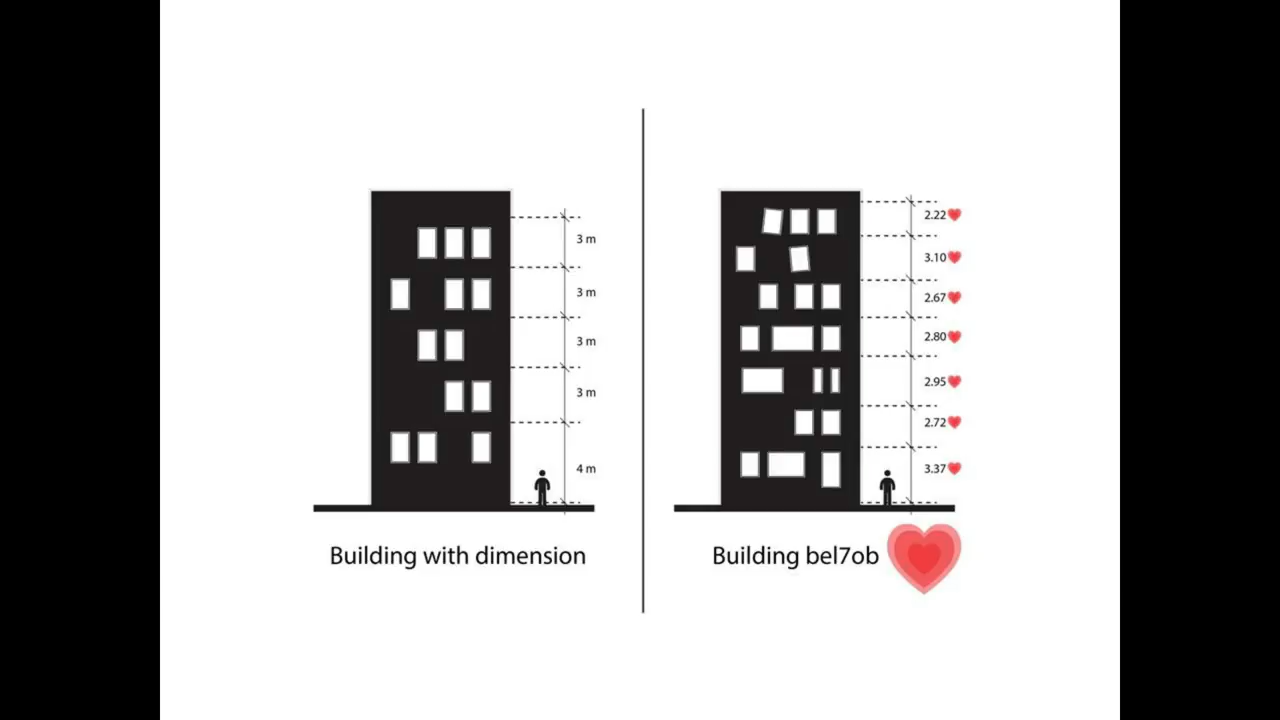 3 m
3 m
3 m
3 m
4 m
Building with dimension
2.22❤
3.10❤
2.67❤
2.80❤
2.95❤
2.72❤
3.37❤
Building bel7ob